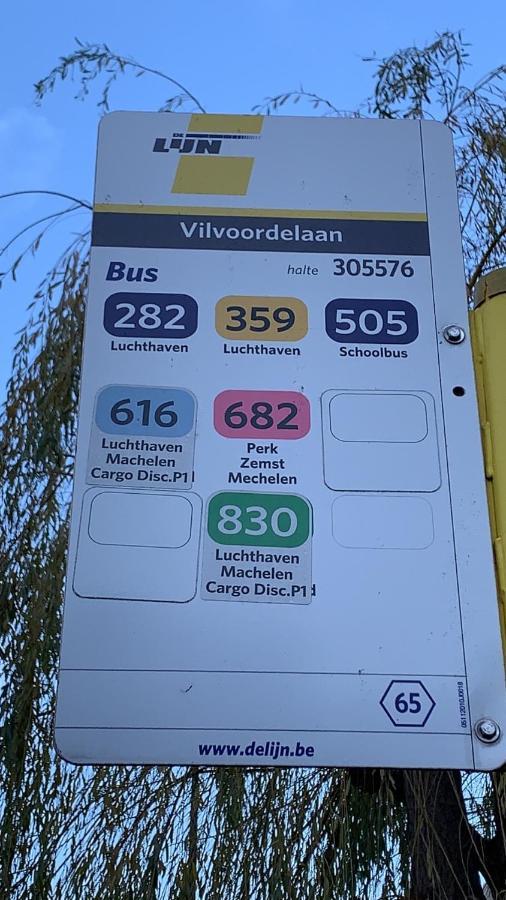 DE LIJN
Vilvoordelaan
Bus halte 305576
282 359 505
Luchthaven Luchthaven Schoolbus
616 682
Luchthaven Perk
Machelen Zemst
Cargo Disc.P1 Mechelen
830
Luchthaven
Machelen
Cargo Disc.P1
65
www.delijn.be